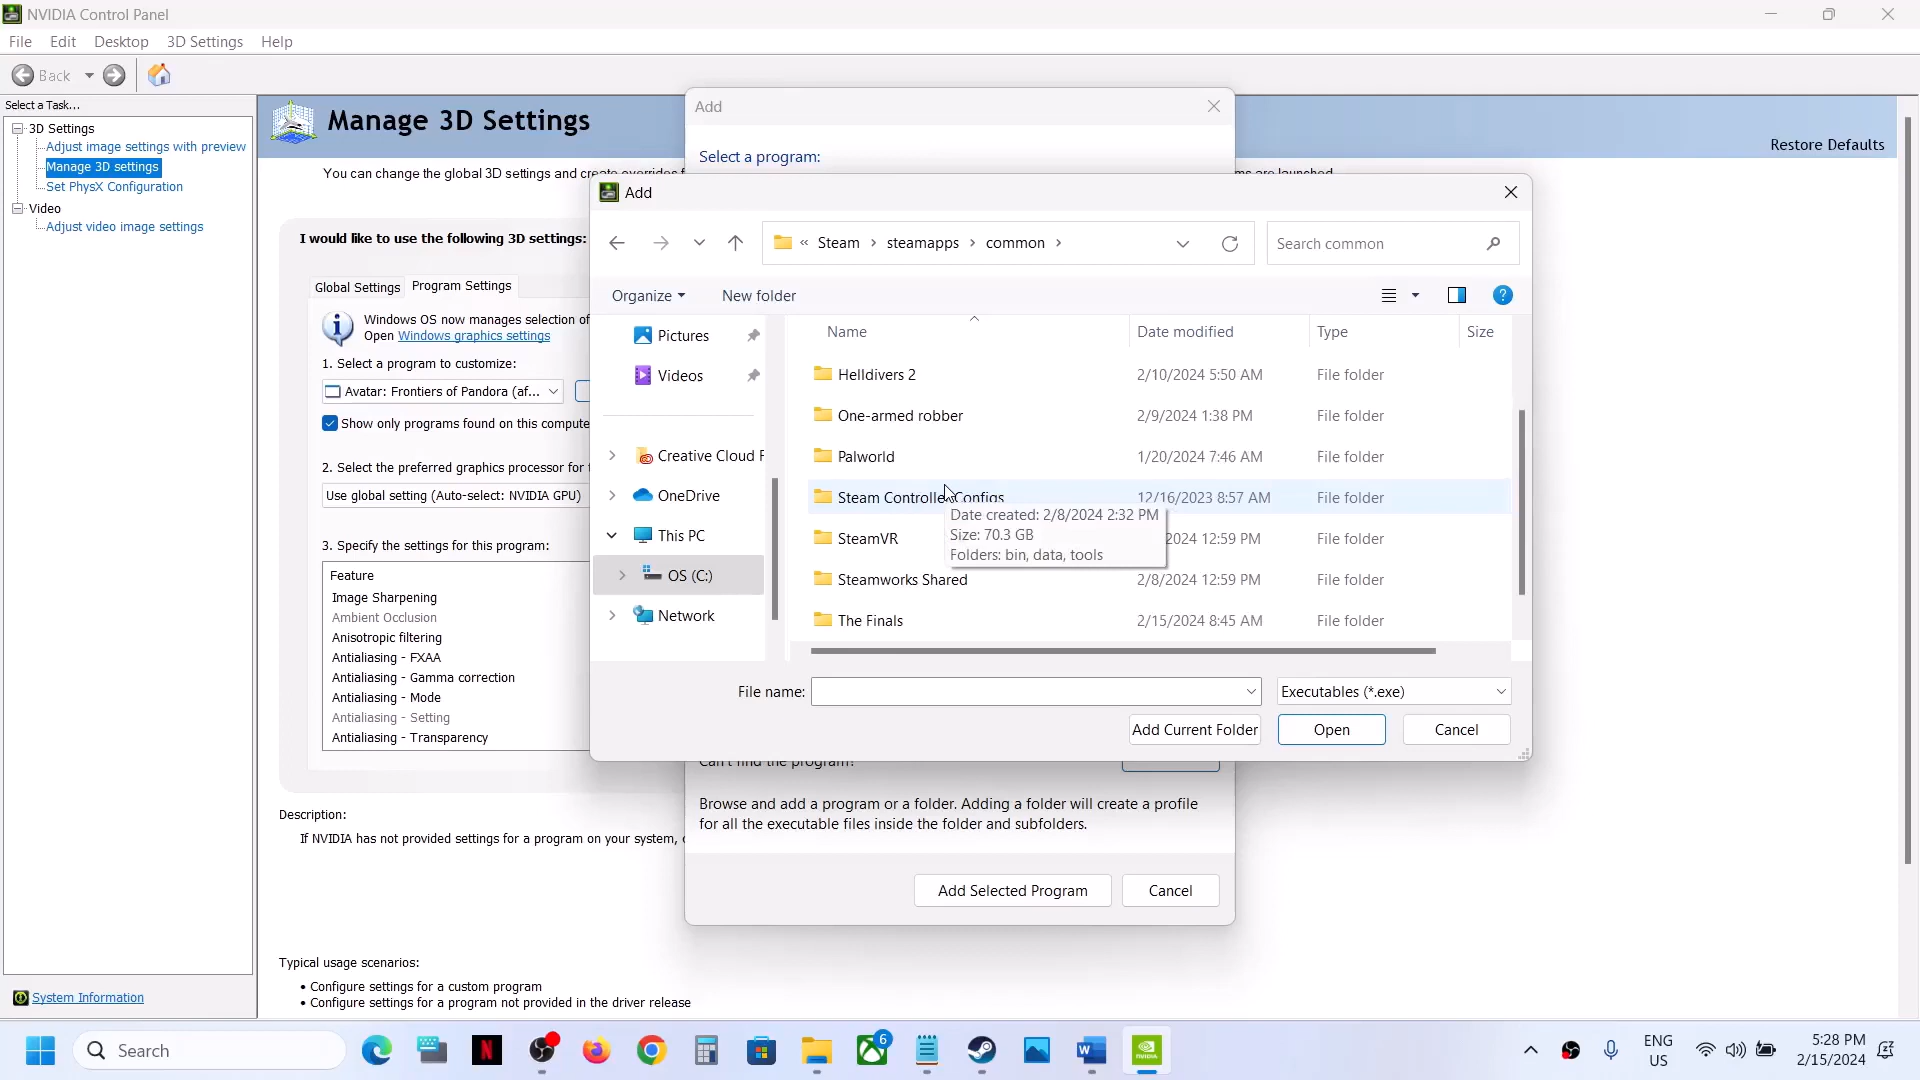 NVIDIA Control Panel
File Edit Desktop 3D Settings Help
Back
Select a Task...
3D Settings
Adjust image settings with preview
Manage 3D settings
Set PhysX Configuration
Video
Adjust video image settings
System Information
Manage 3D Settings
Restore Defaults
You can change the global 3D settings and create overrides
ms are launched.
I would like to use the following 3D settings:
Global Settings Program Settings
Windows OS now manages selection of
Open Windows graphics settings
1. Select a program to customize:
Avatar: Frontiers of Pandora (af...
Show only programs found on this compute
2. Select the preferred graphics processor for
Use global setting (Auto-select: NVIDIA GPU)
3. Specify the settings for this program:
Feature
Image Sharpening
Ambient Occlusion
Anisotropic filtering
Antialiasing - FXAA
Antialiasing - Gamma correction
Antialiasing - Mode
Antialiasing - Setting
Antialiasing - Transparency
Description:
If NVIDIA has not provided settings for a program on your system,
Typical usage scenarios:
• Configure settings for a custom program
• Configure settings for a program not provided in the driver release
Add
Select a program:
Add
« Steam › steamapps › common ›
Search common
Organize New folder
Pictures
Videos
Creative Cloud F
OneDrive
This PC
OS (C:)
Network
Name Date modified Type Size
Helldivers 2 2/10/2024 5:50 AM File folder
One-armed robber 2/9/2024 1:38 PM File folder
Palworld 1/20/2024 7:46 AM File folder
Steam Controller Configs 12/16/2023 8:57 AM File folder
SteamVR 2024 12:59 PM File folder
Steamworks Shared 2/8/2024 12:59 PM File folder
The Finals 2/15/2024 8:45 AM File folder
Date created: 2/8/2024 2:32 PM
Size: 70.3 GB
Folders: bin, data, tools
File name:
Executables (*.exe)
Add Current Folder Open Cancel
Can't find the program?
Browse and add a program or a folder. Adding a folder will create a profile
for all the executable files inside the folder and subfolders.
Add Selected Program Cancel
Search
6
ENG
US
5:28 PM
2/15/2024